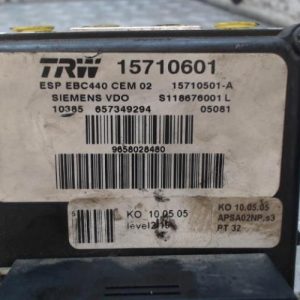 TRW 15710601
ESP EBC440 CEM 02 15710501-A
SIEMENS VDO S118676001 L
10365 657349294 05081
9658028480
KO 10.05.05
level2
KO 10.05.05
APSA02NP.s3
PT 32